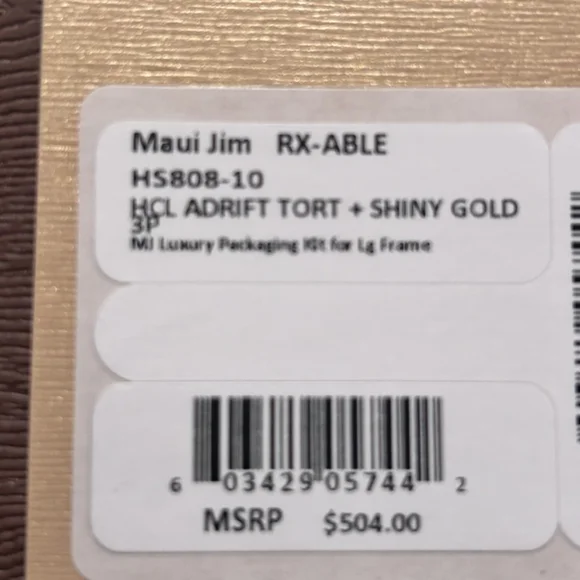 Maui Jim RX-ABLE
HS808-10
HCL ADRIFT TORT + SHINY GOLD
3P
MJ Luxury Packaging Kit for Lg Frame
6 03429 05744 2
MSRP $504.00